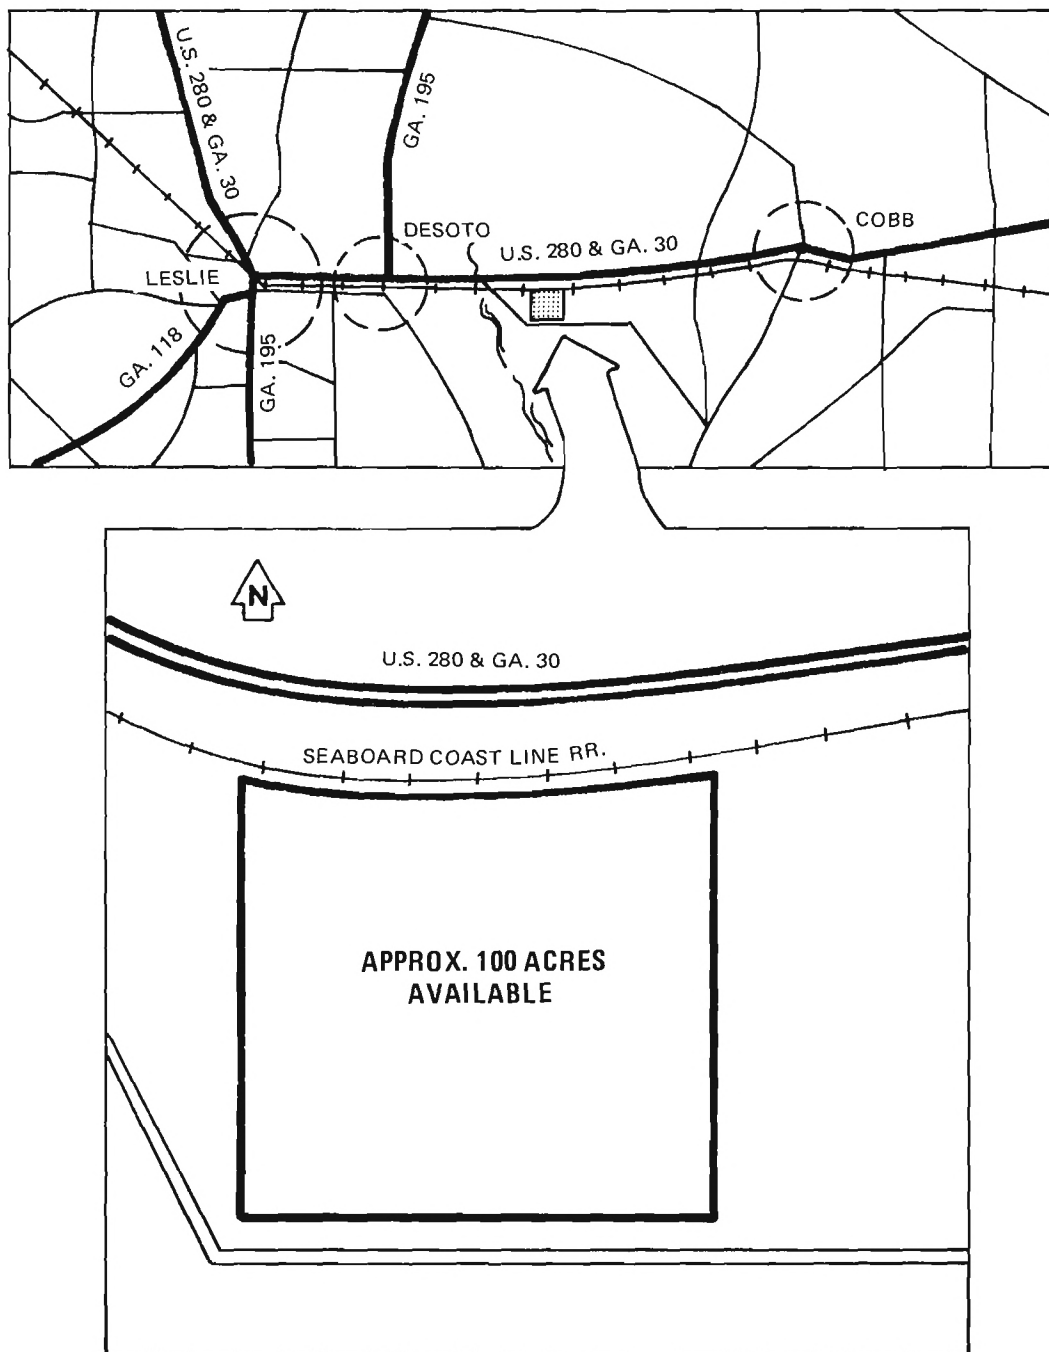 U.S. 280 & GA. 30
GA. 195
DESOTO
COBB
U.S. 280 & GA. 30
LESLIE
GA. 118
GA. 195
N
U.S. 280 & GA. 30
SEABOARD COAST LINE RR.
APPROX. 100 ACRES
AVAILABLE